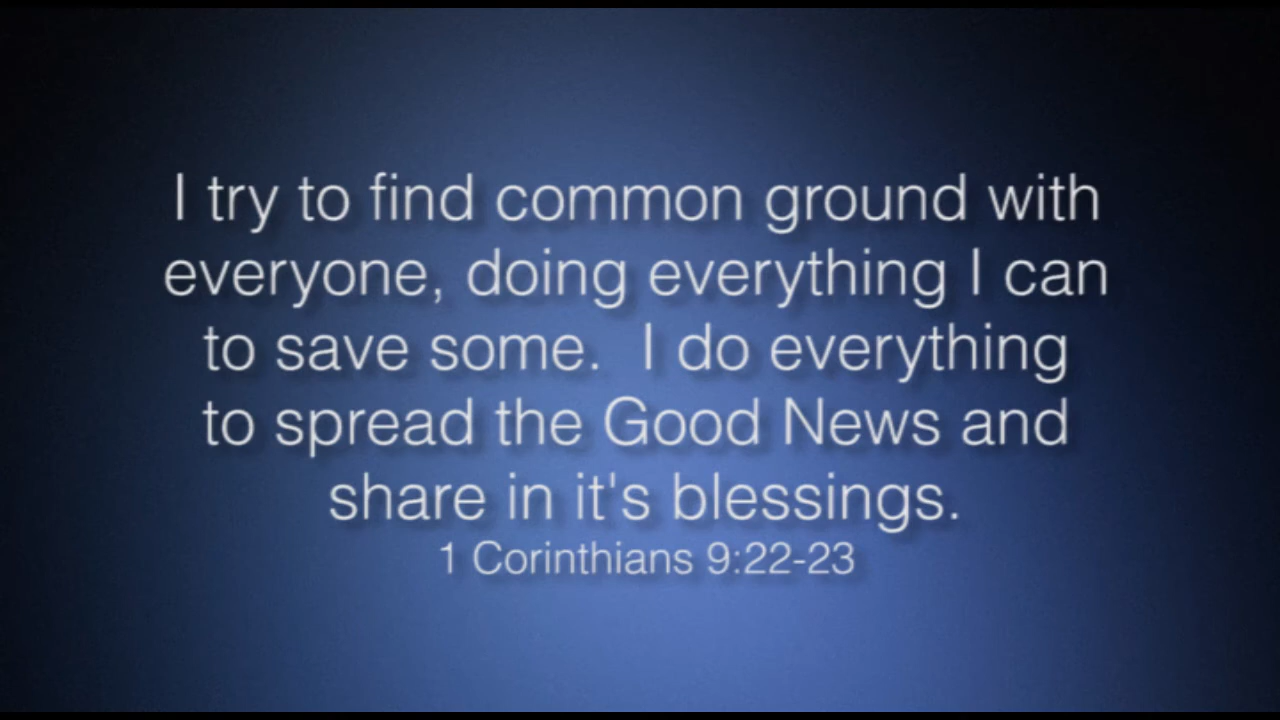 I try to find common ground with
everyone, doing everything I can
to save some.  I do everything
to spread the Good News and
share in it's blessings.
1 Corinthians 9:22-23